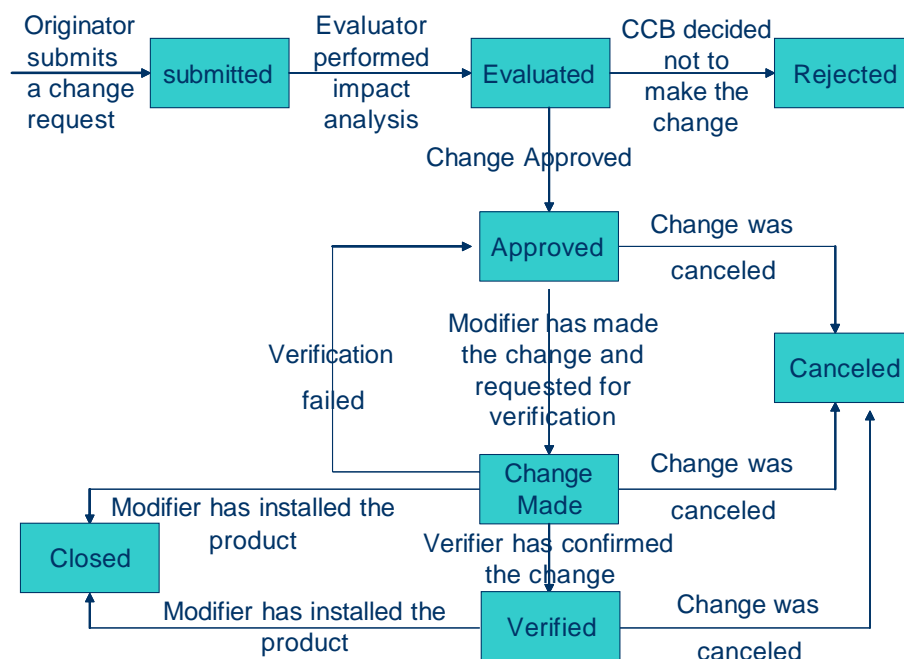 Originator
submits
a change
request
submitted
Evaluator
performed
impact
analysis
Evaluated
CCB decided
not to
make the
change
Rejected
Change Approved
Approved
Change was
canceled
Verification
failed
Modifier has made
the change and
requested for
verification
Canceled
Change
Made
Change was
canceled
Modifier has installed the
product
Closed
Verifier has confirmed
the change
Modifier has installed the
product
Verified
Change was
canceled